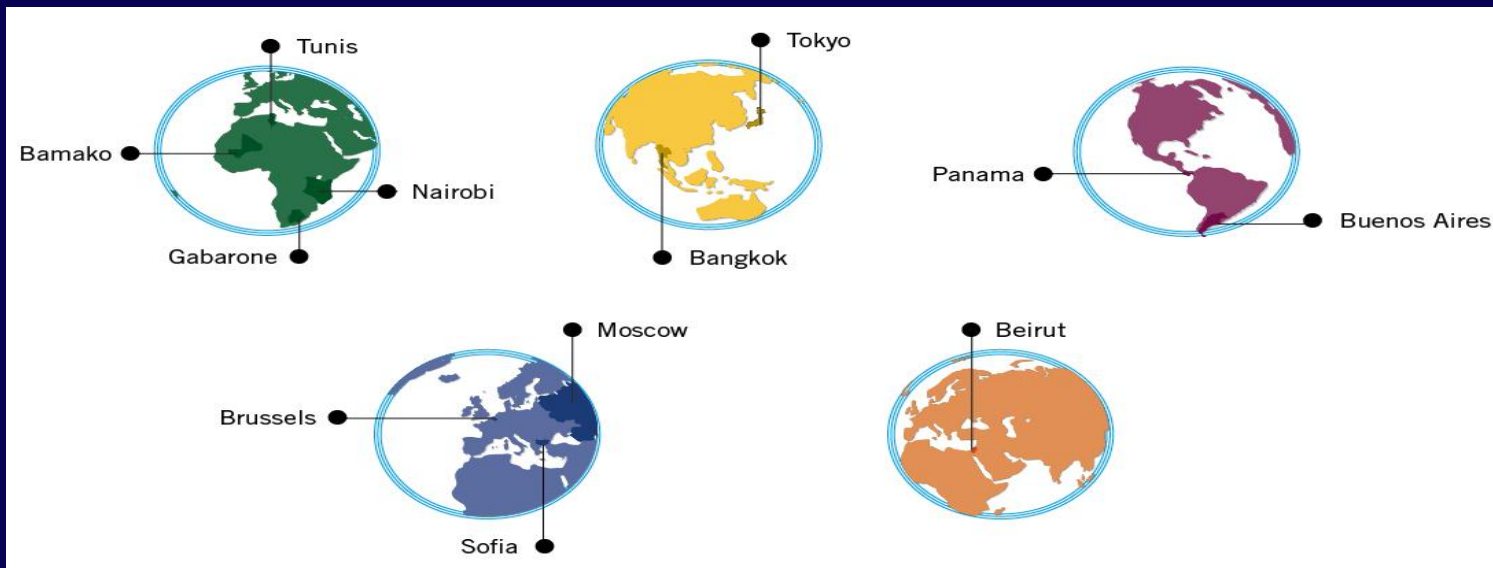 Tunis
Tokyo
Bamako
Panama
Nairobi
Buenos Aires
Gabarone
Bangkok
Moscow
Beirut
Brussels
Sofia